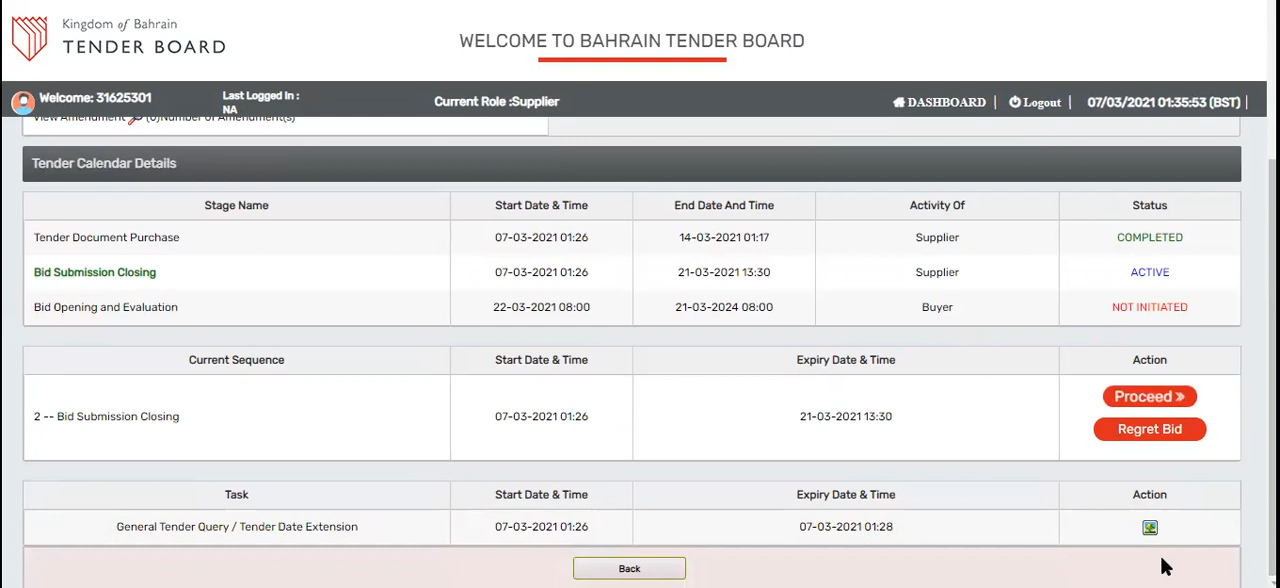 Kingdom of Bahrain
TENDER BOARD
WELCOME TO BAHRAIN TENDER BOARD
Welcome: 31625301
Last Logged In :
NA
Current Role :Supplier
DASHBOARD |
Logout |
07/03/2021 01:35:53 (BST) |
View Amendment (0)Number of Amendment(s)
Tender Calendar Details
Stage Name Start Date & Time End Date And Time Activity Of Status
Tender Document Purchase 07-03-2021 01:26 14-03-2021 01:17 Supplier COMPLETED
Bid Submission Closing 07-03-2021 01:26 21-03-2021 13:30 Supplier ACTIVE
Bid Opening and Evaluation 22-03-2021 08:00 21-03-2024 08:00 Buyer NOT INITIATED
Current Sequence Start Date & Time Expiry Date & Time Action
2 -- Bid Submission Closing 07-03-2021 01:26 21-03-2021 13:30
Proceed »
Regret Bid
Task Start Date & Time Expiry Date & Time Action
General Tender Query / Tender Date Extension 07-03-2021 01:26 07-03-2021 01:28
Back